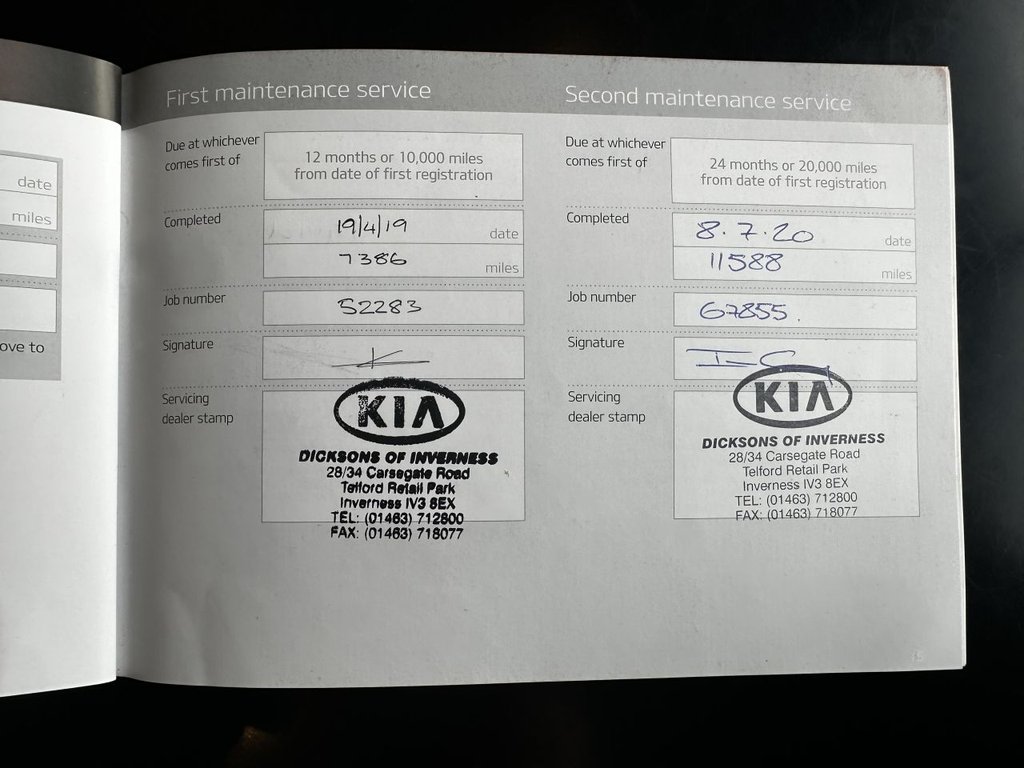 date
miles
ove to
First maintenance service
Due at whichever
comes first of
12 months or 10,000 miles
from date of first registration
Completed
19/4/19 date
7386 miles
Job number
52283
Signature
Servicing
dealer stamp
KIA
DICKSONS OF INVERNESS
28/34 Carsegate Road
Telford Retail Park
Inverness IV3 8EX
TEL: (01463) 712800
FAX: (01463) 718077
Second maintenance service
Due at whichever
comes first of
24 months or 20,000 miles
from date of first registration
Completed
8.7.20 date
11588 miles
Job number
67855.
Signature
Servicing
dealer stamp
KIA
DICKSONS OF INVERNESS
28/34 Carsegate Road
Telford Retail Park
Inverness IV3 8EX
TEL: (01463) 712800
FAX: (01463) 718077